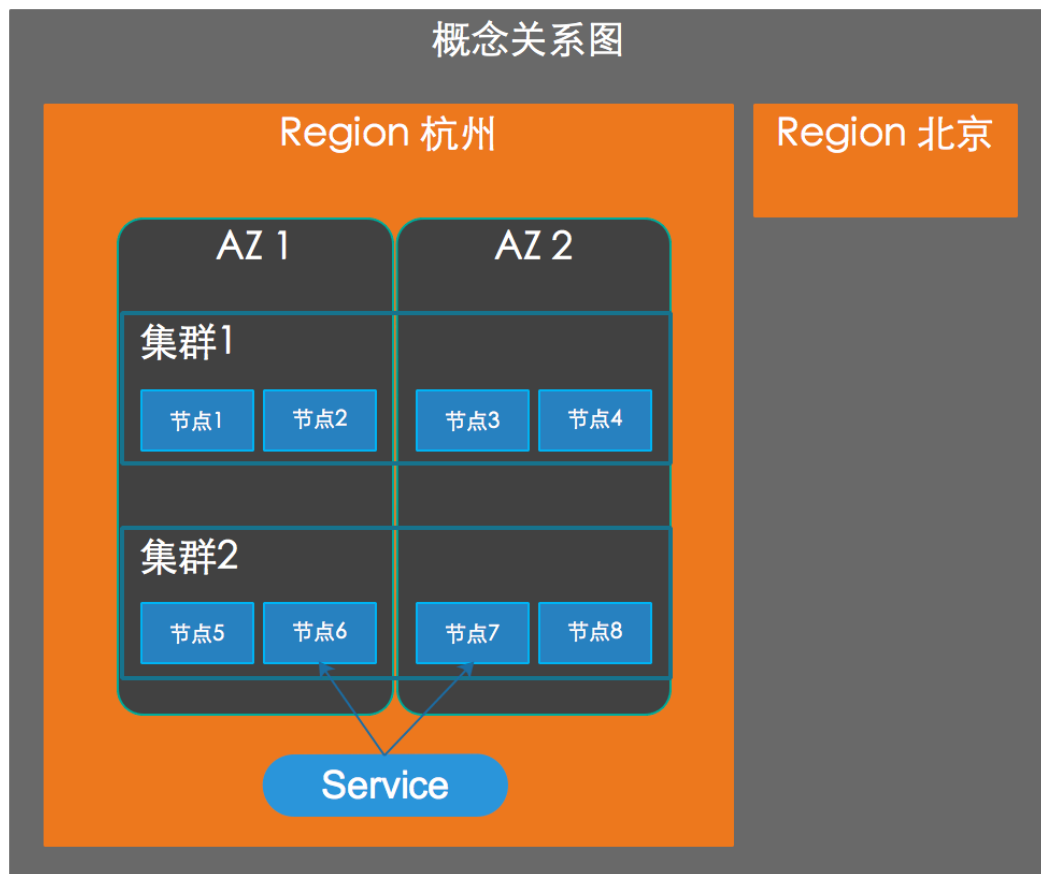 概念关系图
Region 杭州
Region 北京
AZ 1
AZ 2
集群1
节点1
节点2
节点3
节点4
集群2
节点5
节点6
节点7
节点8
Service